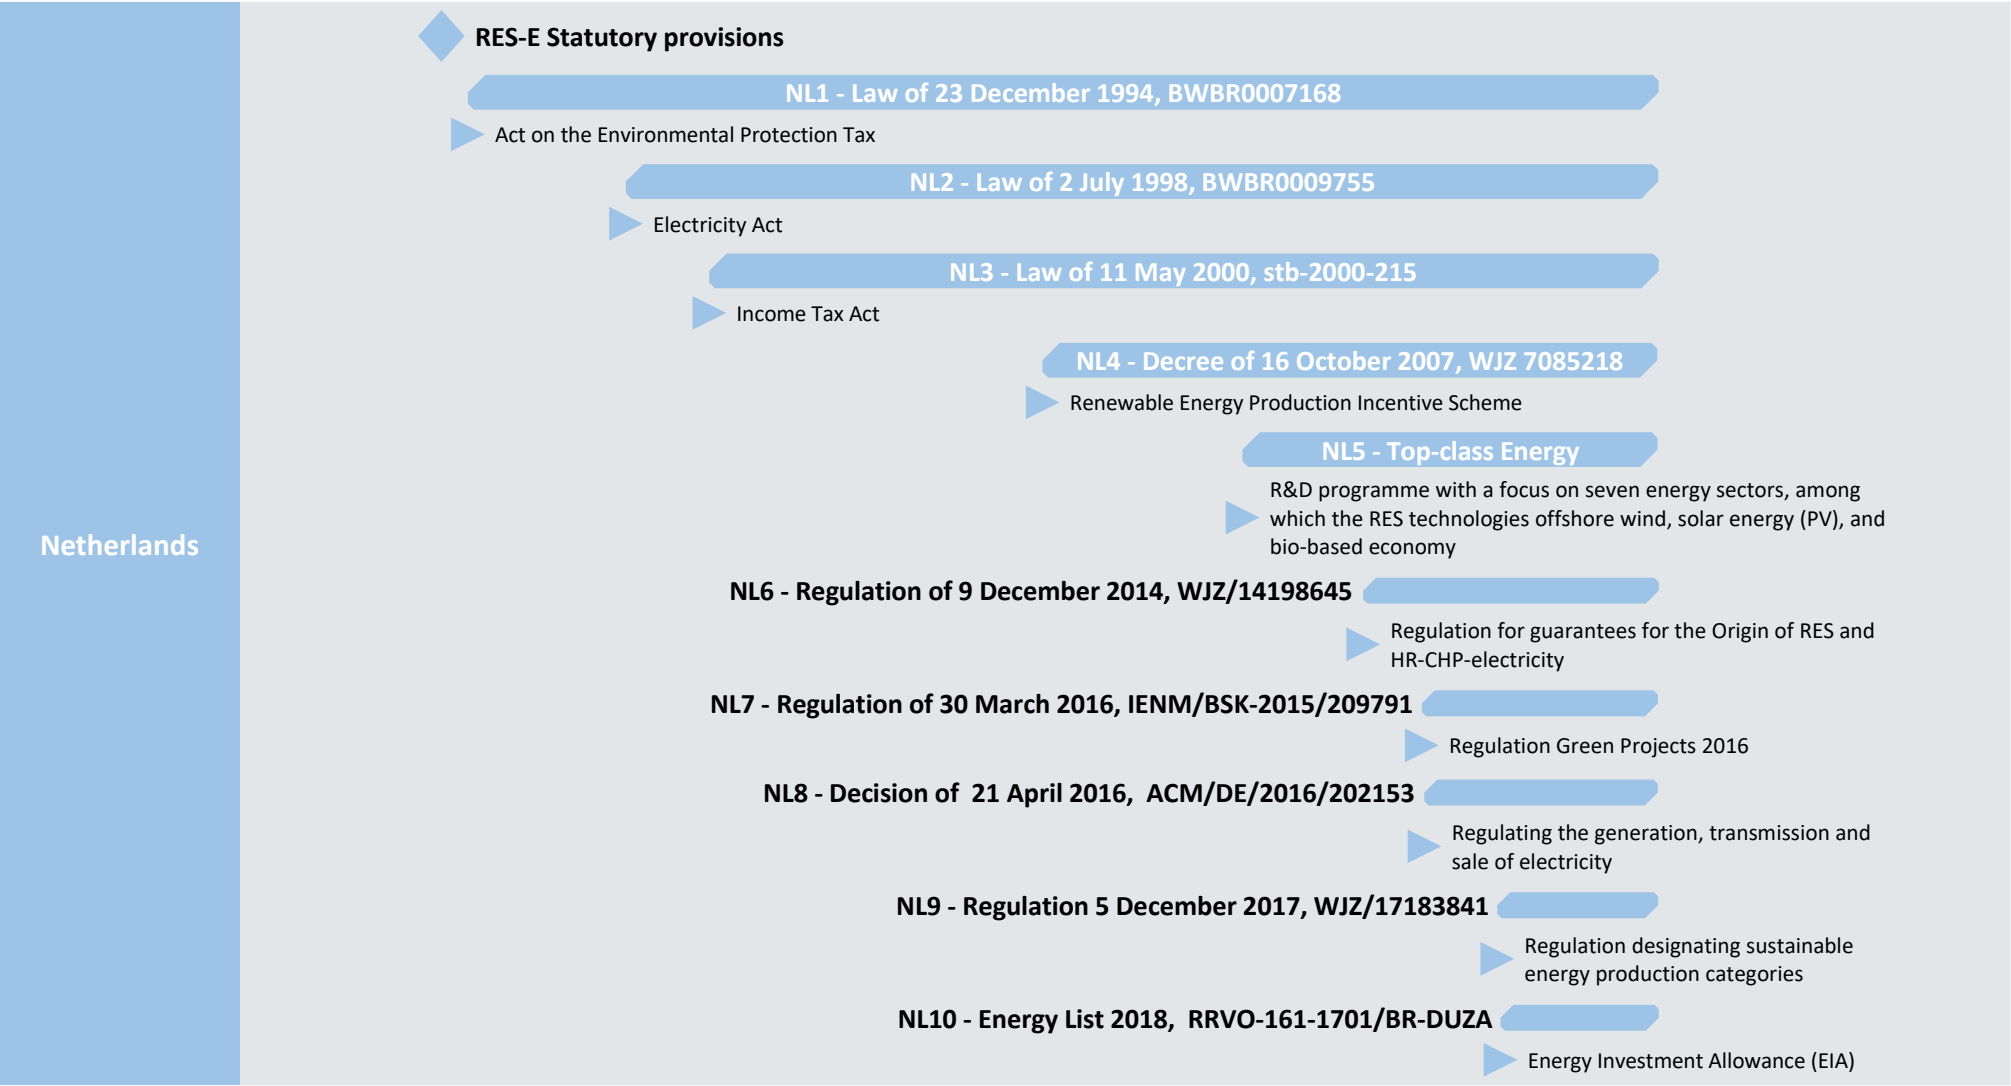 RES-E Statutory provisions
NL1 - Law of 23 December 1994, BWBR0007168
Act on the Environmental Protection Tax
NL2 - Law of 2 July 1998, BWBR0009755
Electricity Act
NL3 - Law of 11 May 2000, stb-2000-215
Income Tax Act
NL4 - Decree of 16 October 2007, WJZ 7085218
Renewable Energy Production Incentive Scheme
NL5 - Top-class Energy
R&D programme with a focus on seven energy sectors, among
which the RES technologies offshore wind, solar energy (PV), and
bio-based economy
Netherlands
NL6 - Regulation of 9 December 2014, WJZ/14198645
Regulation for guarantees for the Origin of RES and
HR-CHP-electricity
NL7 - Regulation of 30 March 2016, IENM/BSK-2015/209791
Regulation Green Projects 2016
NL8 - Decision of  21 April 2016,  ACM/DE/2016/202153
Regulating the generation, transmission and
sale of electricity
NL9 - Regulation 5 December 2017, WJZ/17183841
Regulation designating sustainable
energy production categories
NL10 - Energy List 2018,  RRVO-161-1701/BR-DUZA
Energy Investment Allowance (EIA)